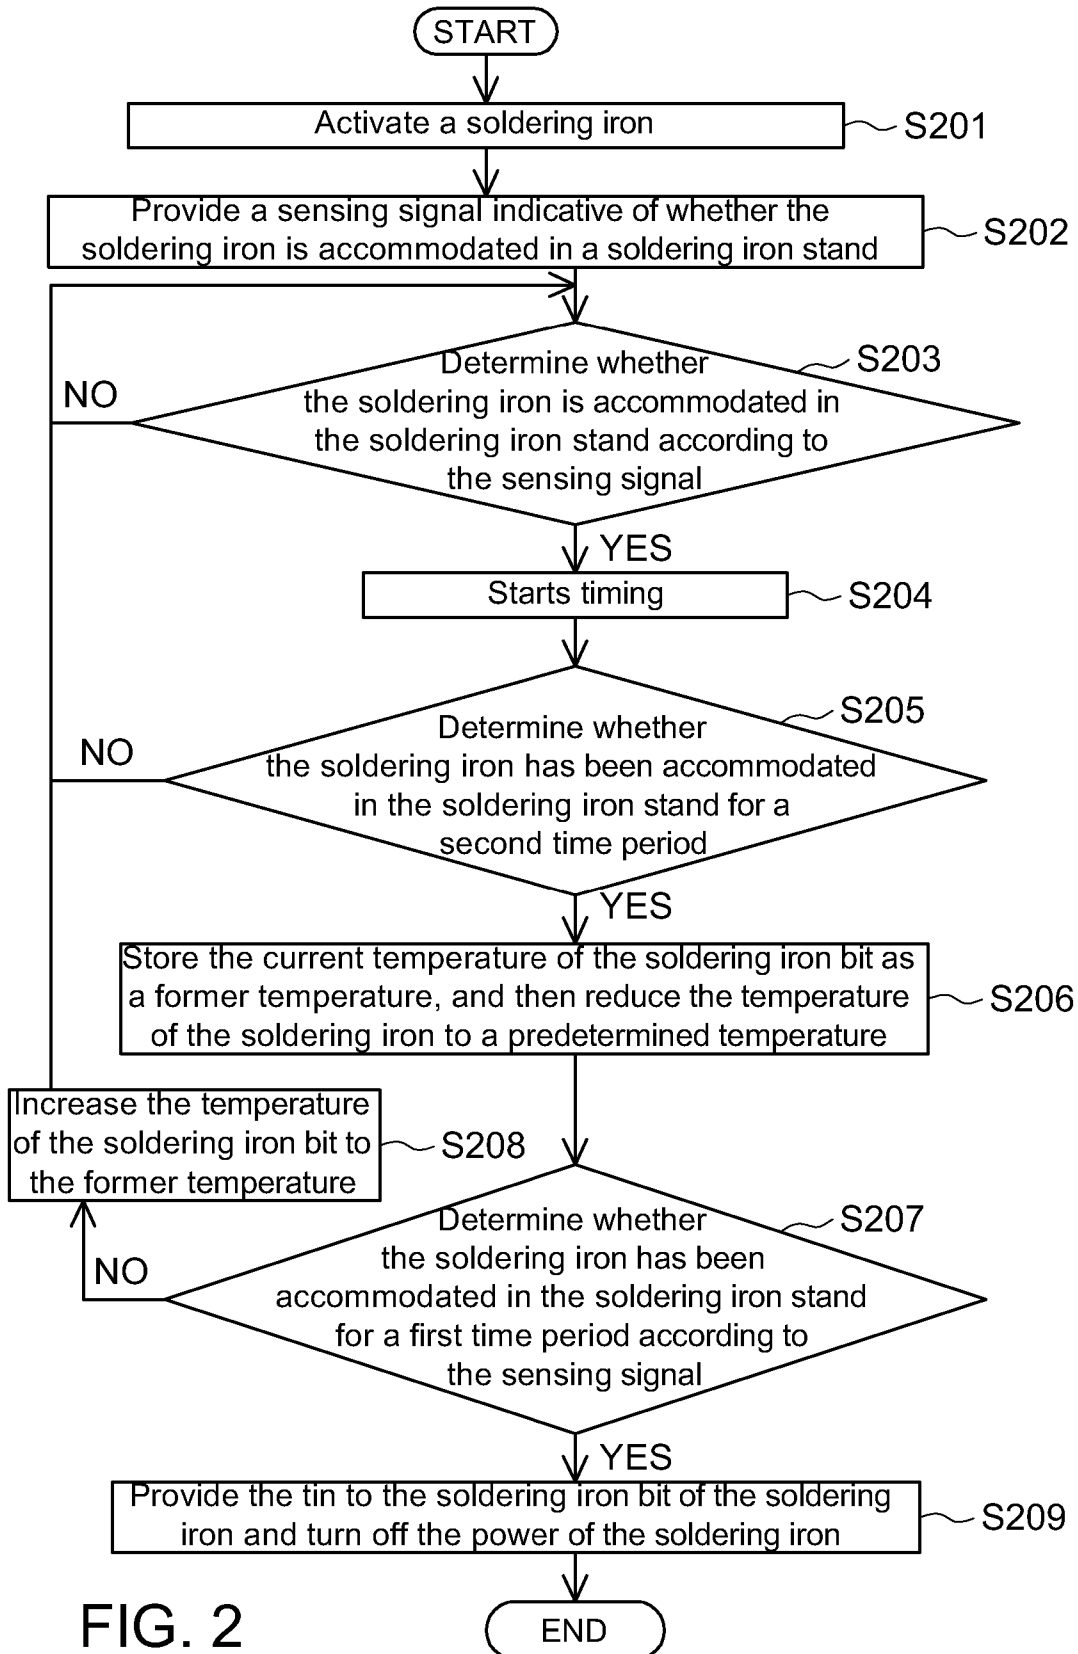 START
Activate a soldering iron
S201
Provide a sensing signal indicative of whether the
soldering iron is accommodated in a soldering iron stand
S202
Determine whether
the soldering iron is accommodated in
the soldering iron stand according to
the sensing signal
S203
NO
YES
Starts timing
S204
Determine whether
the soldering iron has been accommodated
in the soldering iron stand for a
second time period
S205
NO
YES
Store the current temperature of the soldering iron bit as
a former temperature, and then reduce the temperature
of the soldering iron to a predetermined temperature
S206
Increase the temperature
of the soldering iron bit to
the former temperature
S208
Determine whether
the soldering iron has been
accommodated in the soldering iron stand
for a first time period according to
the sensing signal
S207
NO
YES
Provide the tin to the soldering iron bit of the soldering
iron and turn off the power of the soldering iron
S209
END
FIG. 2